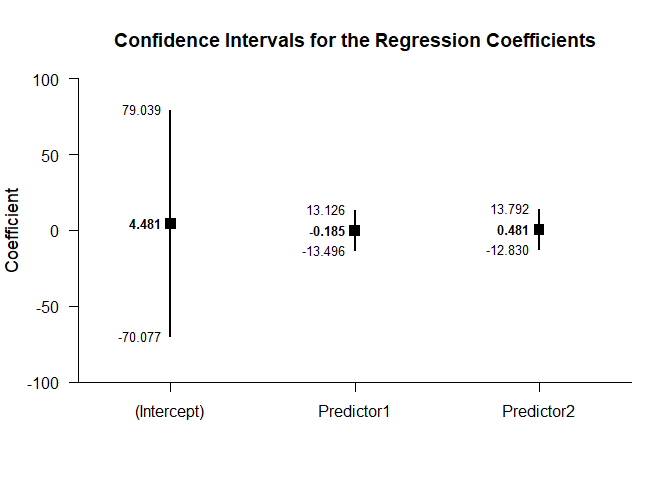 Confidence Intervals for the Regression Coefficients
Coefficient
100
50
0
-50
-100
79.039
4.481
-70.077
13.126
-0.185
-13.496
13.792
0.481
-12.830
(Intercept)
Predictor1
Predictor2